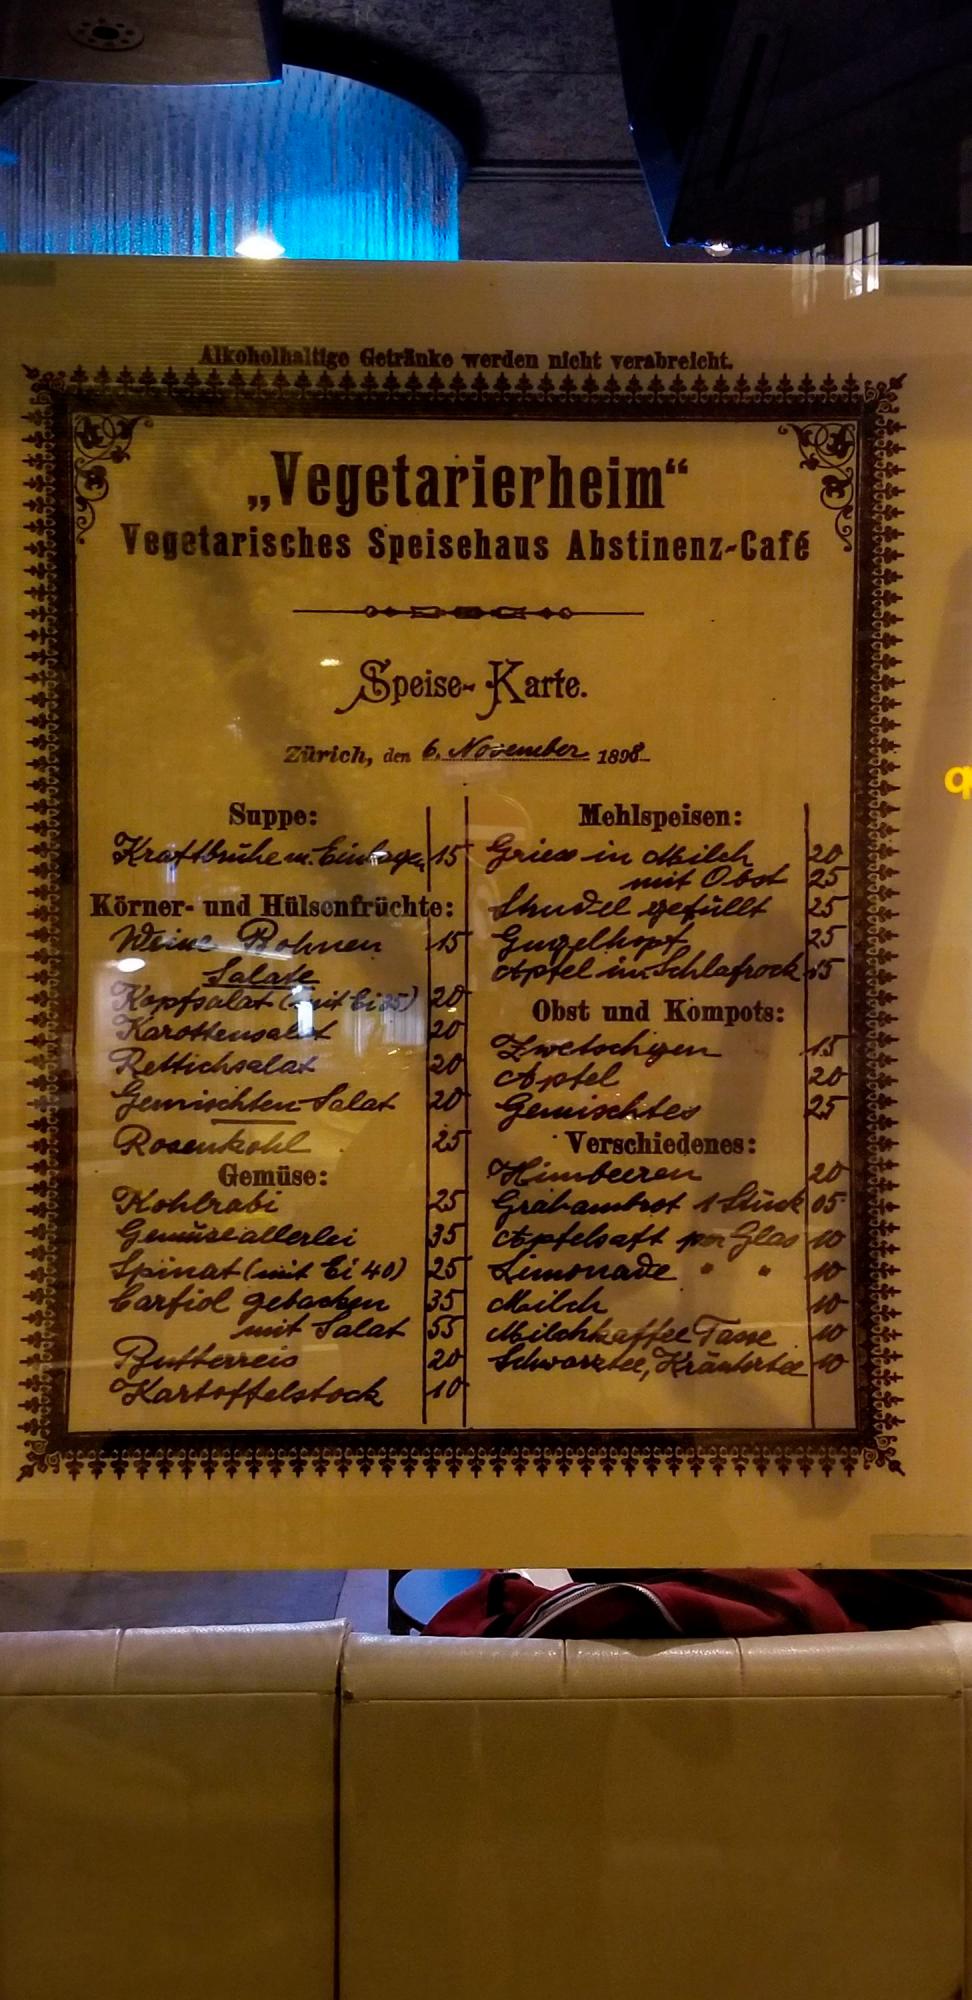 Alkoholhaltige Getränke werden nicht verabreicht.
„Vegetarierheim“
Vegetarisches Speisehaus Abstinenz-Café
Speise-Karte.
Zürich, den 6. November 1898
Suppe:
Kraftbrühe m. Einlagen 15
Körner- und Hülsenfrüchte:
Weisse Bohnen 15
Salate
Kopfsalat (mit Ei 35) 20
Karottensalat 20
Rettichsalat 20
Gemischten Salat 20
Rosenkohl 25
Gemüse:
Kohlrabi 25
Gemüseallerlei 35
Spinat (mit Ei 40) 25
Carfiol gebacken 35
mit Salat 55
Butterreis 20
Kartoffelstock 10
Mehlspeisen:
Griess in Milch 20
mit Obst 25
Strudel gefüllt 25
Gugelhopf 25
Apfel im Schlafrock
Obst und Kompots:
Zwetschgen 15
Apfel 20
Gemischtes 25
Verschiedenes:
Himbeeren 20
Grahambrot 1 Stück 05
Apfelsaft per Glas 10
Limonade " " 10
Milch 10
Milchkaffee Tasse 10
Schwarztee, Kräutertee 10
q